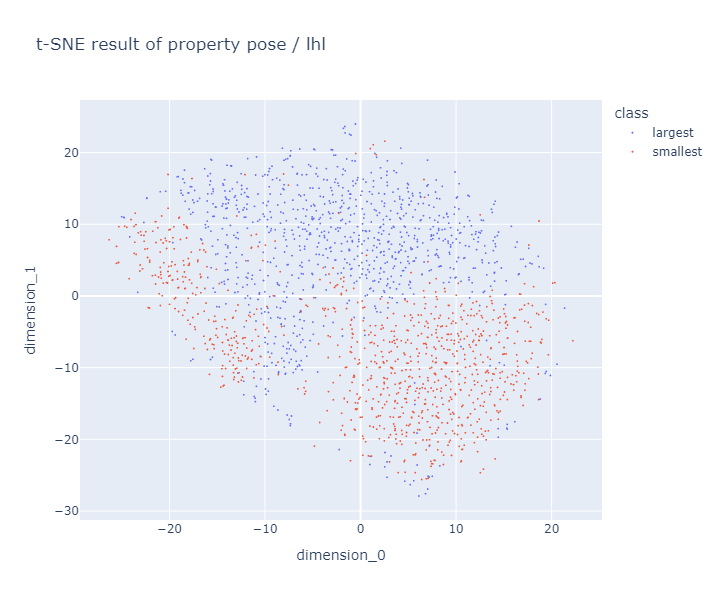 t-SNE result of property pose / lhl
class
largest
smallest
20
10
0
−10
−20
−30
dimension_1
−20
−10
0
10
20
dimension_0